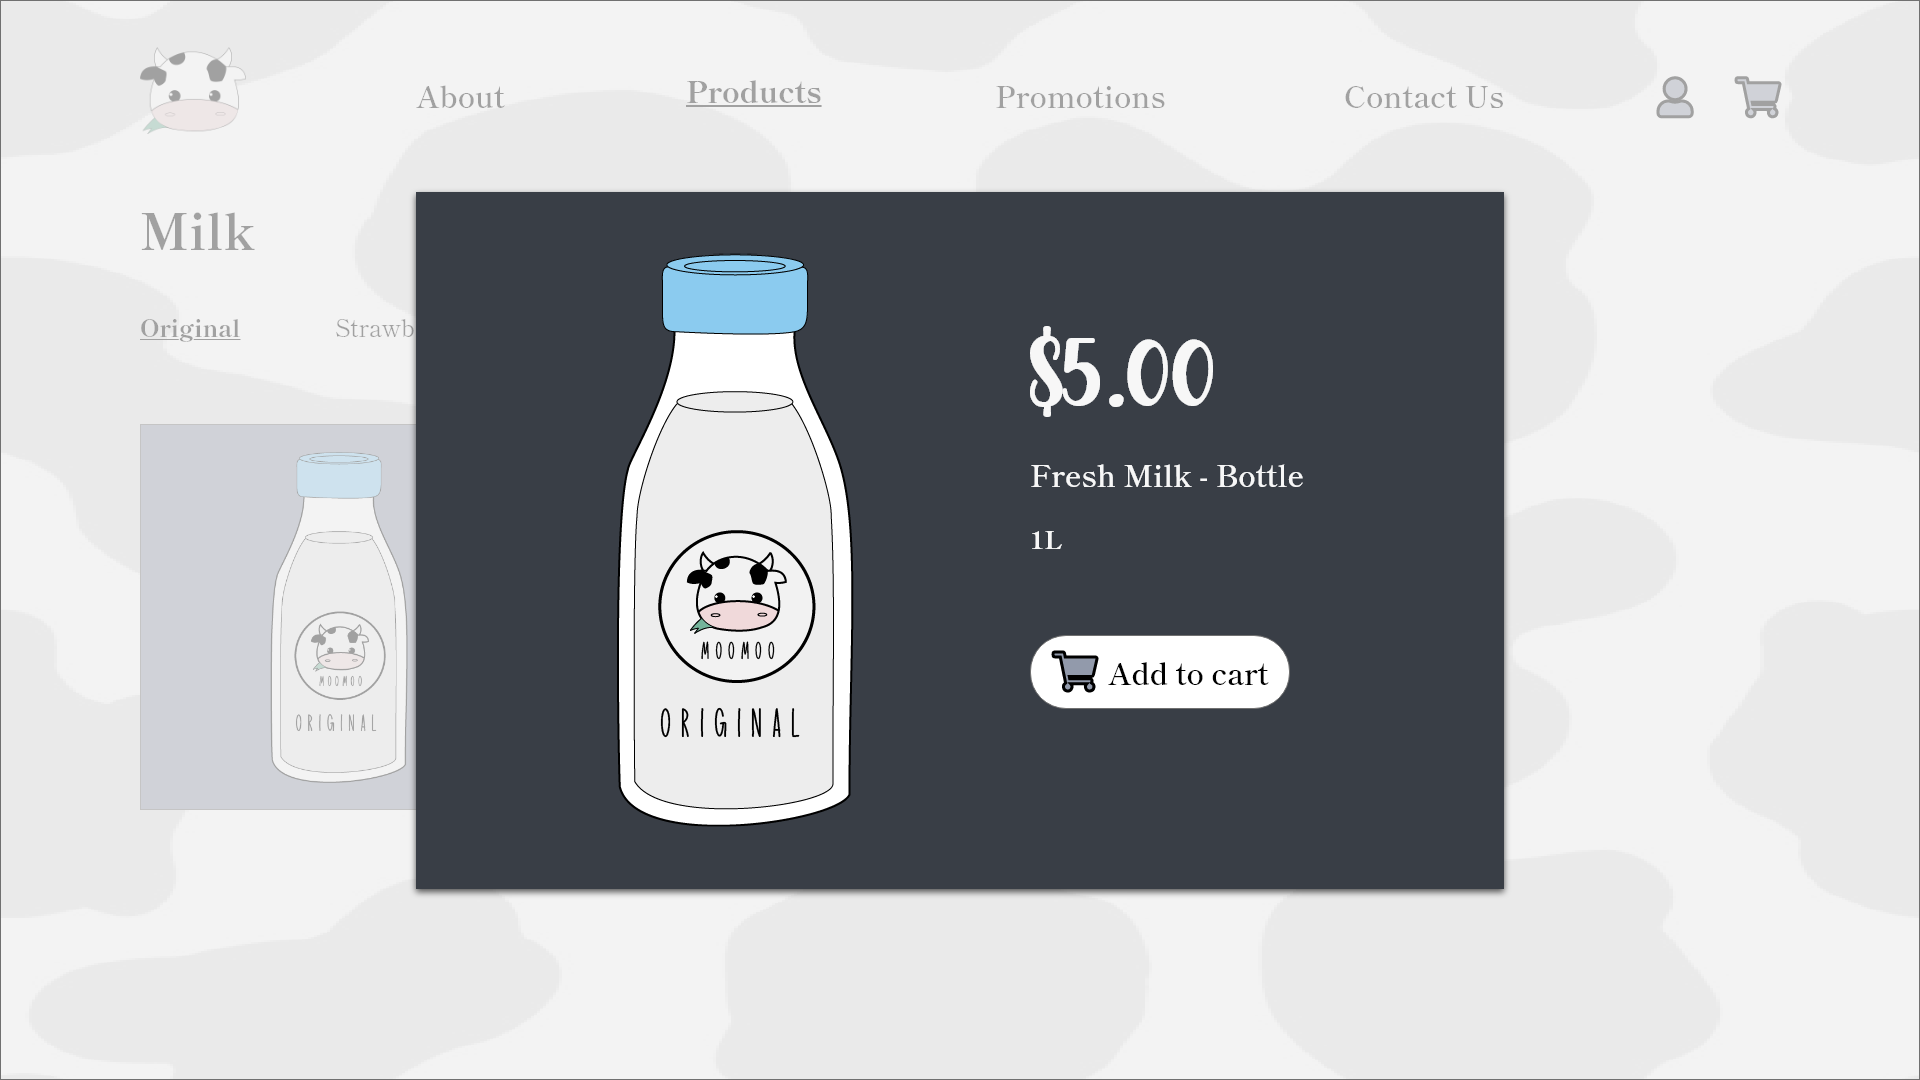 About
Products
Promotions
Contact Us
Milk
Original
Strawb
MOOMOO
ORIGINAL
MOOMOO
ORIGINAL
$5.00
Fresh Milk - Bottle
1L
Add to cart